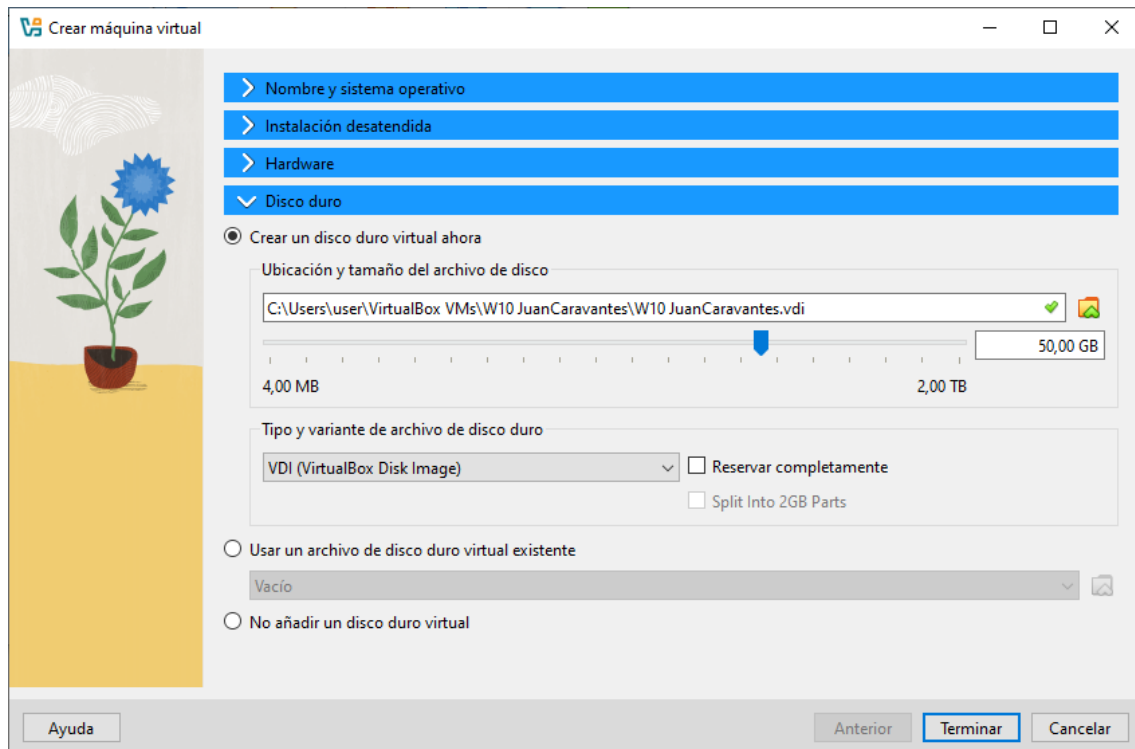 Crear máquina virtual
Nombre y sistema operativo
Instalación desatendida
Hardware
Disco duro
Crear un disco duro virtual ahora
Ubicación y tamaño del archivo de disco
C:\Users\user\VirtualBox VMs\W10 JuanCaravantes\W10 JuanCaravantes.vdi
50,00 GB
4,00 MB 2,00 TB
Tipo y variante de archivo de disco duro
VDI (VirtualBox Disk Image) Reservar completamente
Split Into 2GB Parts
Usar un archivo de disco duro virtual existente
Vacío
No añadir un disco duro virtual
Ayuda Anterior Terminar Cancelar